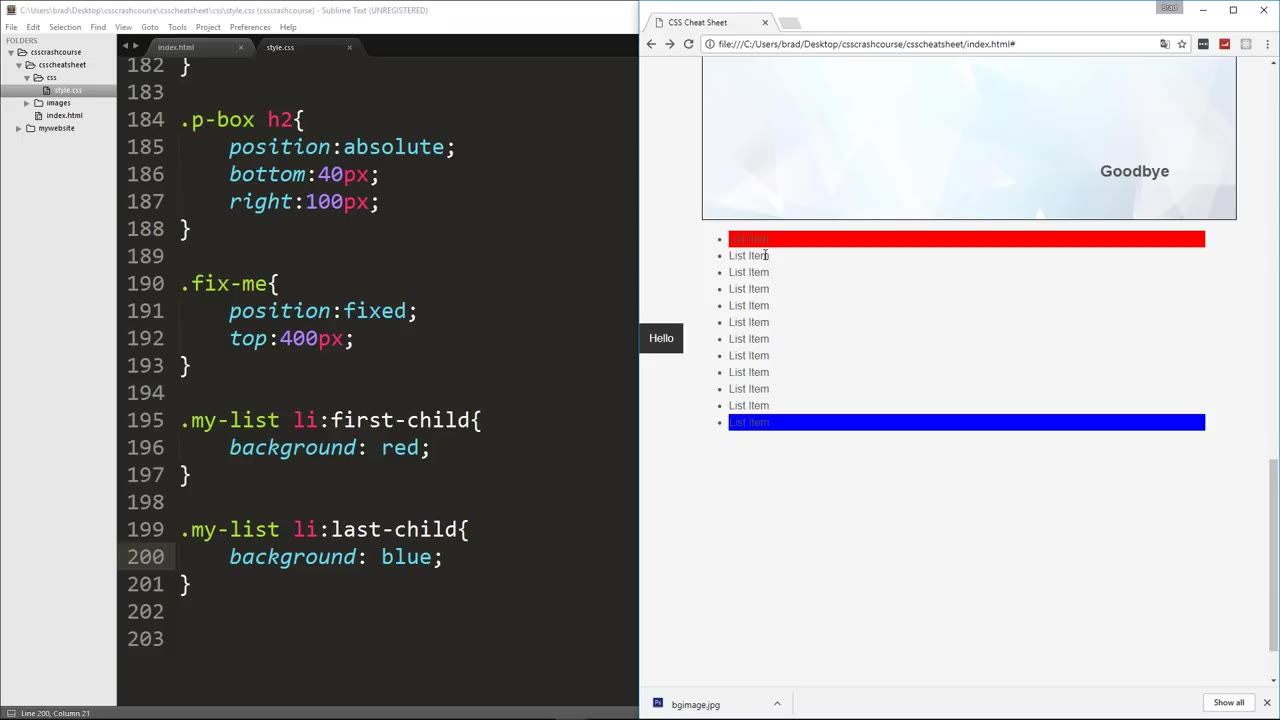 C:\Users\brad\Desktop\csscrashcourse\csscheatsheet\css\style.css (csscrashcourse) - Sublime Text (UNREGISTERED)
File Edit Selection Find View Goto Tools Project Preferences Help
FOLDERS
csscrashcourse
csscheatsheet
css
style.css
images
index.html
mywebsite
index.html
style.css
182 }
183
184 .p-box h2{
185 position:absolute;
186 bottom:40px;
187 right:100px;
188 }
189
190 .fix-me{
191 position:fixed;
192 top:400px;
193 }
194
195 .my-list li:first-child{
196 background: red;
197 }
198
199 .my-list li:last-child{
200 background: blue;
201 }
202
203
Line 200, Column 21
Brad
CSS Cheat Sheet
file:///C:/Users/brad/Desktop/csscrashcourse/csscheatsheet/index.html#
Goodbye
List Item
List Item
List Item
List Item
List Item
List Item
Hello
List Item
List Item
List Item
List Item
List Item
List Item
bgimage.jpg
Show all